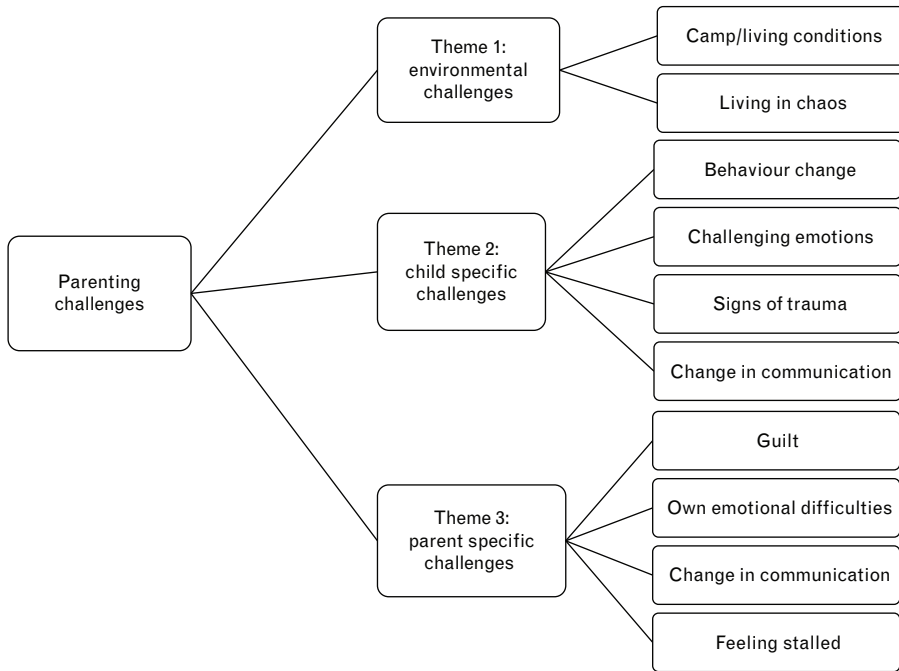 Parenting
challenges
Theme 1:
environmental
challenges
Camp/living conditions
Living in chaos
Theme 2:
child specific
challenges
Behaviour change
Challenging emotions
Signs of trauma
Change in communication
Theme 3:
parent specific
challenges
Guilt
Own emotional difficulties
Change in communication
Feeling stalled